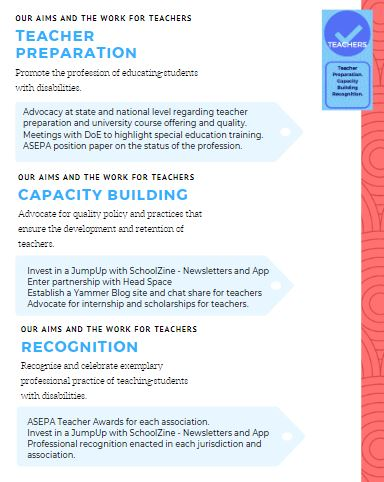 OUR AIMS AND THE WORK FOR TEACHERS
TEACHER
PREPARATION
Promote the profession of educating students
with disabilities.
Advocacy at state and national level regarding teacher
preparation and university course offering and quality.
Meetings with DoE to highlight special education training.
ASEPA position paper on the status of the profession.
TEACHERS
Teacher
Preparation.
Capacity
Building
Recognition.
OUR AIMS AND THE WORK FOR TEACHERS
CAPACITY BUILDING
Advocate for quality policy and practices that
ensure the development and retention of
teachers.
Invest in a JumpUp with SchoolZine - Newsletters and App
Enter partnership with Head Space
Establish a Yammer Blog site and chat share for teachers
Advocate for internship and scholarships for teachers.
OUR AIMS AND THE WORK FOR TEACHERS
RECOGNITION
Recognise and celebrate exemplary
professional practice of teaching students
with disabilities.
ASEPA Teacher Awards for each association.
Invest in a JumpUp with SchoolZine - Newsletters and App
Professional recognition enacted in each jurisdiction and
association.